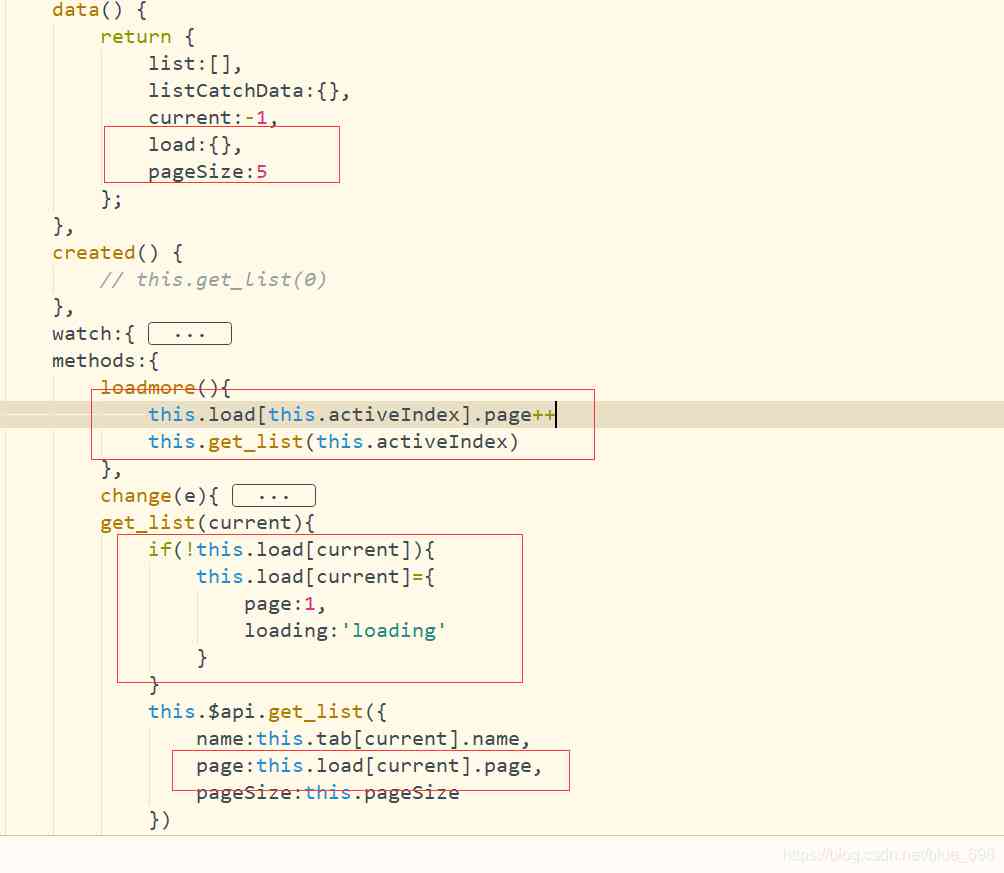 data() {
return {
list:[],
listCatchData:{},
current:-1,
load:{},
pageSize:5
};
},
created() {
// this.get_list(0)
},
watch:{ ...
methods:{
loadmore(){
this.load[this.activeIndex].page++
this.get_list(this.activeIndex)
},
change(e){ ...
get_list(current){
if(!this.load[current]){
this.load[current]={
page:1,
loading:'loading'
}
}
this.$api.get_list({
name:this.tab[current].name,
page:this.load[current].page,
pageSize:this.pageSize
})
https://blog.csdn.net/blue_698